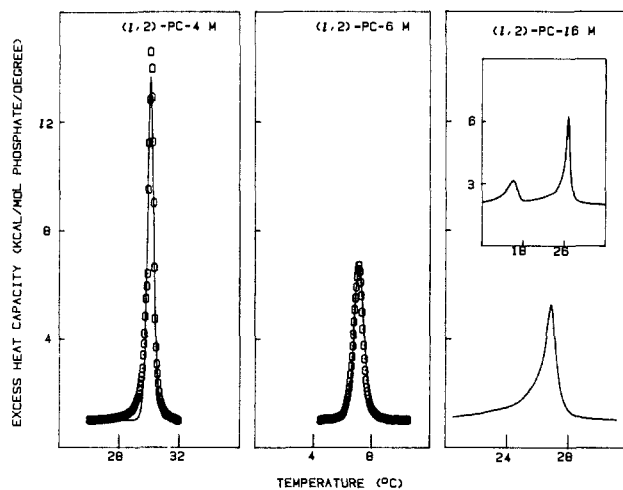 (1,2)-PC-4 M
(1,2)-PC-6 M
(1,2)-PC-16 M
EXCESS HEAT CAPACITY (KCAL/MOL PHOSPHATE/DEGREE)
12
8
4
28
32
4
8
6
3
18
26
24
28
TEMPERATURE (ºC)